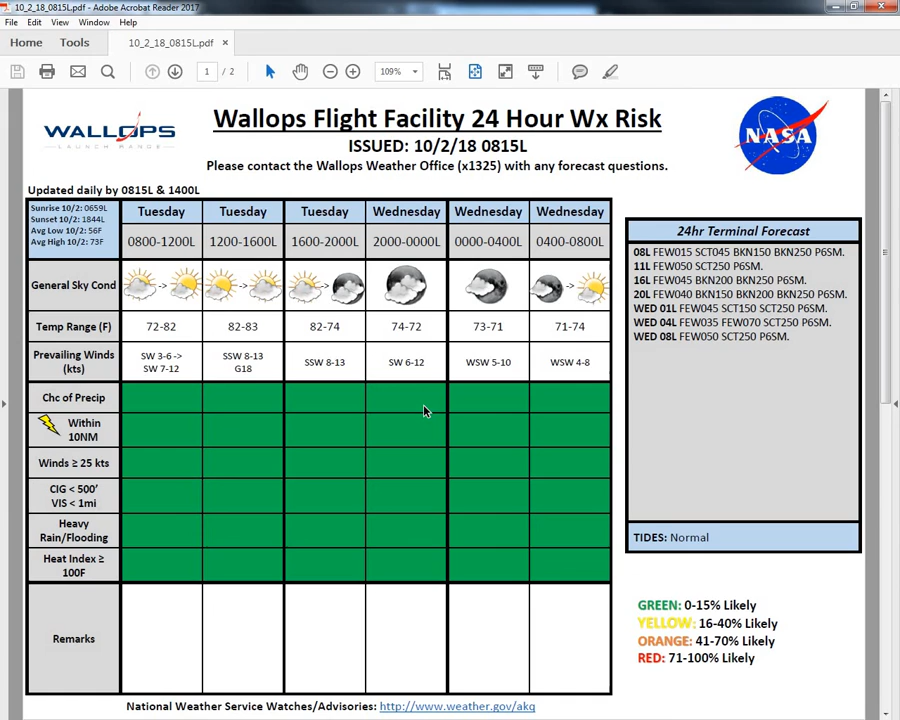 10_2_18_0815L.pdf - Adobe Acrobat Reader 2017
File Edit View Window Help
Home Tools 10_2_18_0815L.pdf ×
1 / 2 109%
WALLOPS
LAUNCH RANGE
Wallops Flight Facility 24 Hour Wx Risk
ISSUED: 10/2/18 0815L
Please contact the Wallops Weather Office (x1325) with any forecast questions.
NASA
Updated daily by 0815L & 1400L
Sunrise 10/2: 0659L
Sunset 10/2: 1844L
Avg Low 10/2: 56F
Avg High 10/2: 73F
Tuesday Tuesday Tuesday Wednesday Wednesday Wednesday
0800-1200L 1200-1600L 1600-2000L 2000-0000L 0000-0400L 0400-0800L
General Sky Cond -> -> -> ->
Temp Range (F) 72-82 82-83 82-74 74-72 73-71 71-74
Prevailing Winds (kts) SW 3-6 -> SW 7-12 SSW 8-13 G18 SSW 8-13 SW 6-12 WSW 5-10 WSW 4-8
Chc of Precip
Within
10NM
Winds ≥ 25 kts
CIG < 500'
VIS < 1mi
Heavy
Rain/Flooding
Heat Index ≥
100F
Remarks
24hr Terminal Forecast
08L FEW015 SCT045 BKN150 BKN250 P6SM.
11L FEW050 SCT250 P6SM.
16L FEW045 BKN200 BKN250 P6SM.
20L FEW040 BKN150 BKN200 BKN250 P6SM.
WED 01L FEW045 SCT150 SCT250 P6SM.
WED 04L FEW035 FEW070 SCT250 P6SM.
WED 08L FEW050 SCT250 P6SM.
TIDES: Normal
GREEN: 0-15% Likely
YELLOW: 16-40% Likely
ORANGE: 41-70% Likely
RED: 71-100% Likely
National Weather Service Watches/Advisories: http://www.weather.gov/akq